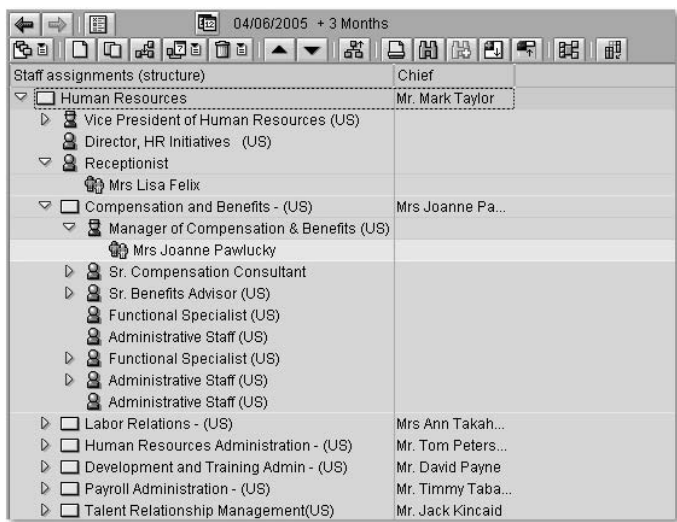 04/06/2005 + 3 Months
Staff assignments (structure) Chief
Human Resources Mr. Mark Taylor
Vice President of Human Resources (US)
Director, HR Initiatives (US)
Receptionist
Mrs Lisa Felix
Compensation and Benefits - (US) Mrs Joanne Pa...
Manager of Compensation & Benefits (US)
Mrs Joanne Pawlucky
Sr. Compensation Consultant
Sr. Benefits Advisor (US)
Functional Specialist (US)
Administrative Staff (US)
Functional Specialist (US)
Administrative Staff (US)
Administrative Staff (US)
Labor Relations - (US) Mrs Ann Takah...
Human Resources Administration - (US) Mr. Tom Peters...
Development and Training Admin - (US) Mr. David Payne
Payroll Administration - (US) Mr. Timmy Taba...
Talent Relationship Management(US) Mr. Jack Kincaid